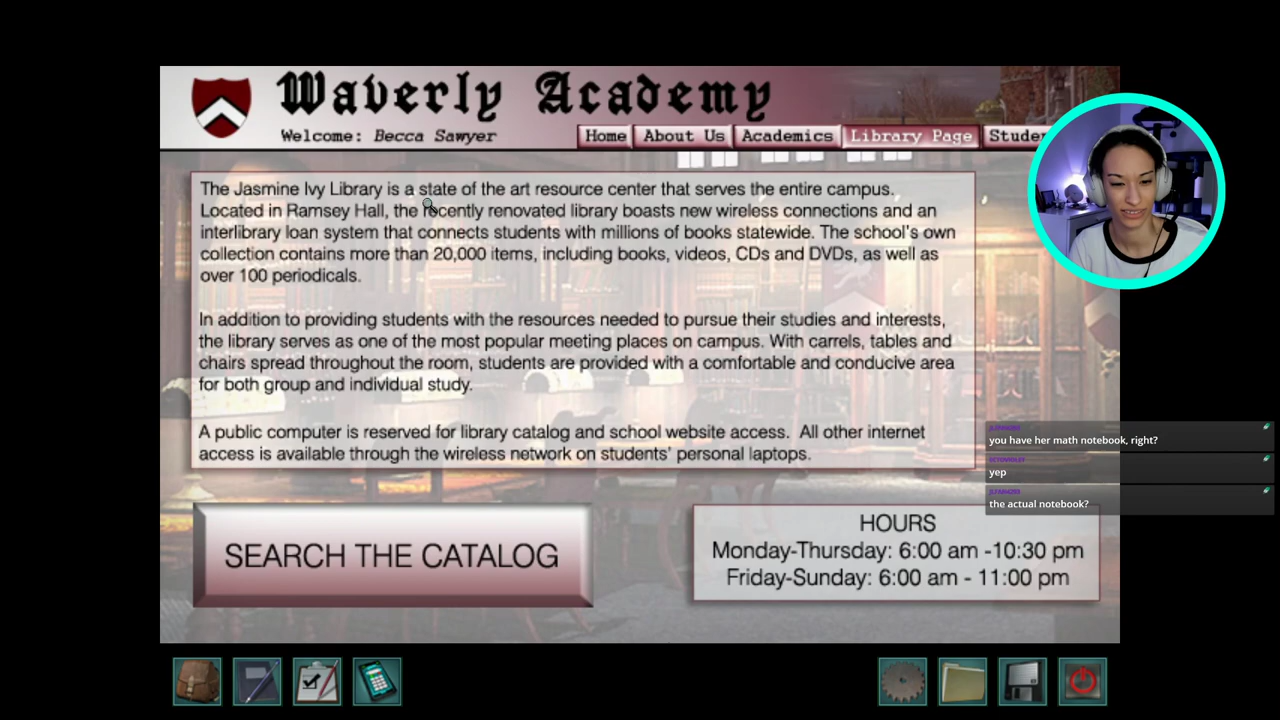 Waverly Academy
Welcome: Becca Sawyer
Home
About Us
Academics
Library Page
The Jasmine Ivy Library is a state of the art resource center that serves the entire campus.
Located in Ramsey Hall, the recently renovated library boasts new wireless connections and an
interlibrary loan system that connects students with millions of books statewide. The school's own
collection contains more than 20,000 items, including books, videos, CDs and DVDs, as well as
over 100 periodicals.
In addition to providing students with the resources needed to pursue their studies and interests,
the library serves as one of the most popular meeting places on campus. With carrels, tables and
chairs spread throughout the room, students are provided with a comfortable and conducive area
for both group and individual study.
A public computer is reserved for library catalog and school website access. All other internet
access is available through the wireless network on students' personal laptops.
you have her math notebook, right?
yep
the actual notebook?
SEARCH THE CATALOG
HOURS
Monday-Thursday: 6:00 am -10:30 pm
Friday-Sunday: 6:00 am - 11:00 pm